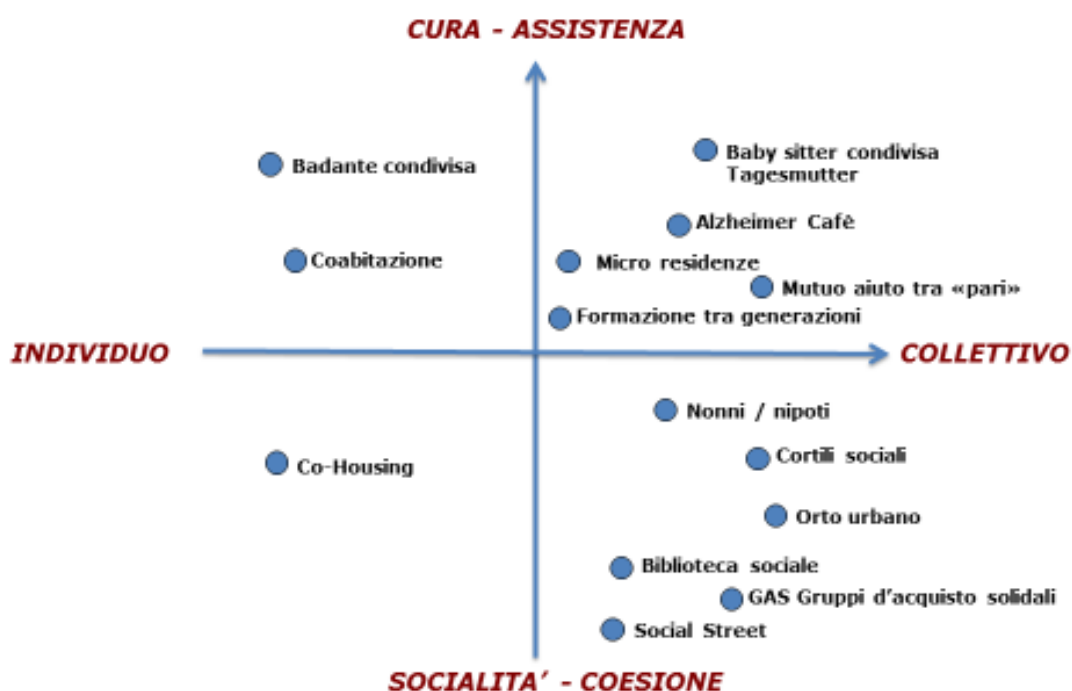 CURA - ASSISTENZA
Badante condivisa
Baby sitter condivisa
Tagesmutter
Alzheimer Cafè
Coabitazione
Micro residenze
Mutuo aiuto tra «pari»
Formazione tra generazioni
INDIVIDUO
COLLETTIVO
Nonni / nipoti
Cortili sociali
Co-Housing
Orto urbano
Biblioteca sociale
GAS Gruppi d'acquisto solidali
Social Street
SOCIALITA' - COESIONE